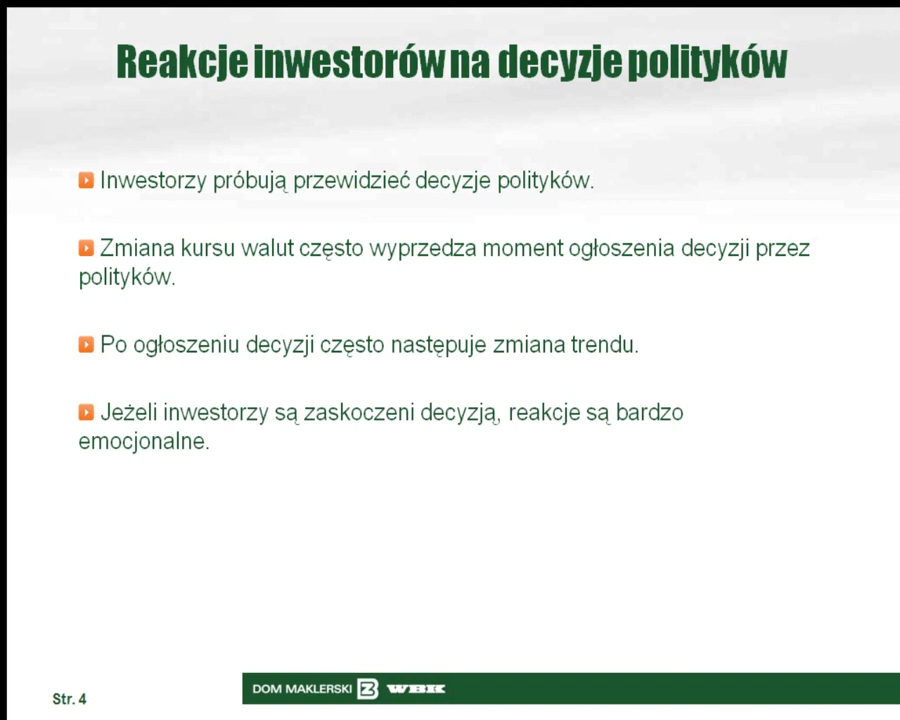 Reakcje inwestorów na decyzje polityków
Inwestorzy próbują przewidzieć decyzje polityków.
Zmiana kursu walut często wyprzedza moment ogłoszenia decyzji przez
polityków.
Po ogłoszeniu decyzji często następuje zmiana trendu.
Jeżeli inwestorzy są zaskoczeni decyzją, reakcje są bardzo
emocjonalne.
Str. 4
DOM MAKLERSKI WBK